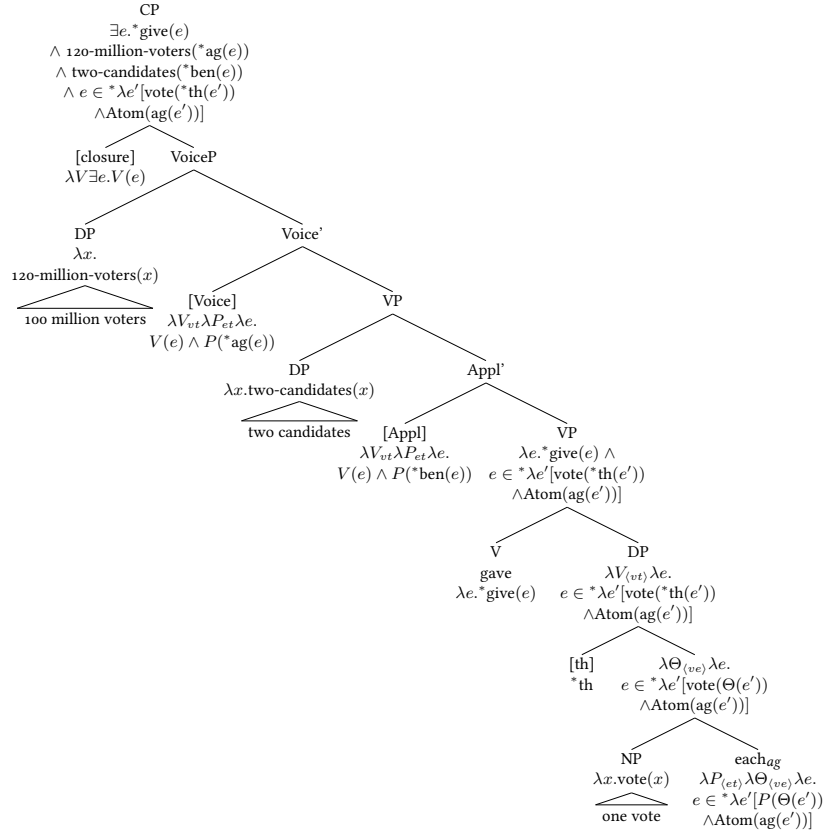 CP
∃e.*give(e)
∧ 120-million-voters(*ag(e))
∧ two-candidates(*ben(e))
∧ e ∈ *λe′[vote(*th(e′))
∧Atom(ag(e′))]
[closure]
λV∃e.V(e)
VoiceP
DP
λx.
120-million-voters(x)
100 million voters
Voice'
[Voice]
λV_vt λP_et λe.
V(e) ∧ P(*ag(e))
VP
DP
λx.two-candidates(x)
two candidates
Appl'
[Appl]
λV_vt λP_et λe.
V(e) ∧ P(*ben(e))
VP
λe.*give(e) ∧
e ∈ *λe′[vote(*th(e′))
∧Atom(ag(e′))]
V
gave
λe.*give(e)
DP
λV_⟨vt⟩ λe.
e ∈ *λe′[vote(*th(e′))
∧Atom(ag(e′))]
[th]
*th
λΘ_⟨ve⟩ λe.
e ∈ *λe′[vote(Θ(e′))
∧Atom(ag(e′))]
NP
λx.vote(x)
one vote
each_ag
λP_⟨et⟩ λΘ_⟨ve⟩ λe.
e ∈ *λe′[P(Θ(e′))
∧Atom(ag(e′))]